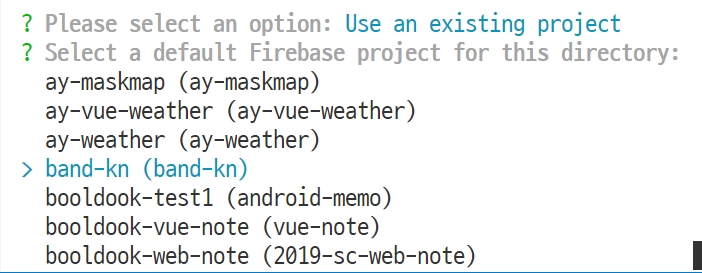 ? Please select an option: Use an existing project
? Select a default Firebase project for this directory:
ay-maskmap (ay-maskmap)
ay-vue-weather (ay-vue-weather)
ay-weather (ay-weather)
> band-kn (band-kn)
booldook-test1 (android-memo)
booldook-vue-note (vue-note)
booldook-web-note (2019-sc-web-note)